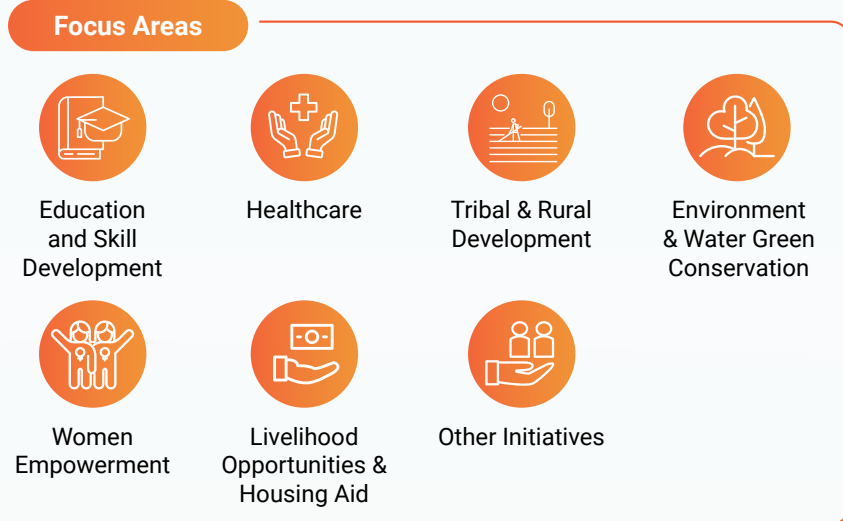 Focus Areas
Education
and Skill
Development
Healthcare
Tribal & Rural
Development
Environment
& Water Green
Conservation
Women
Empowerment
Livelihood
Opportunities &
Housing Aid
Other Initiatives